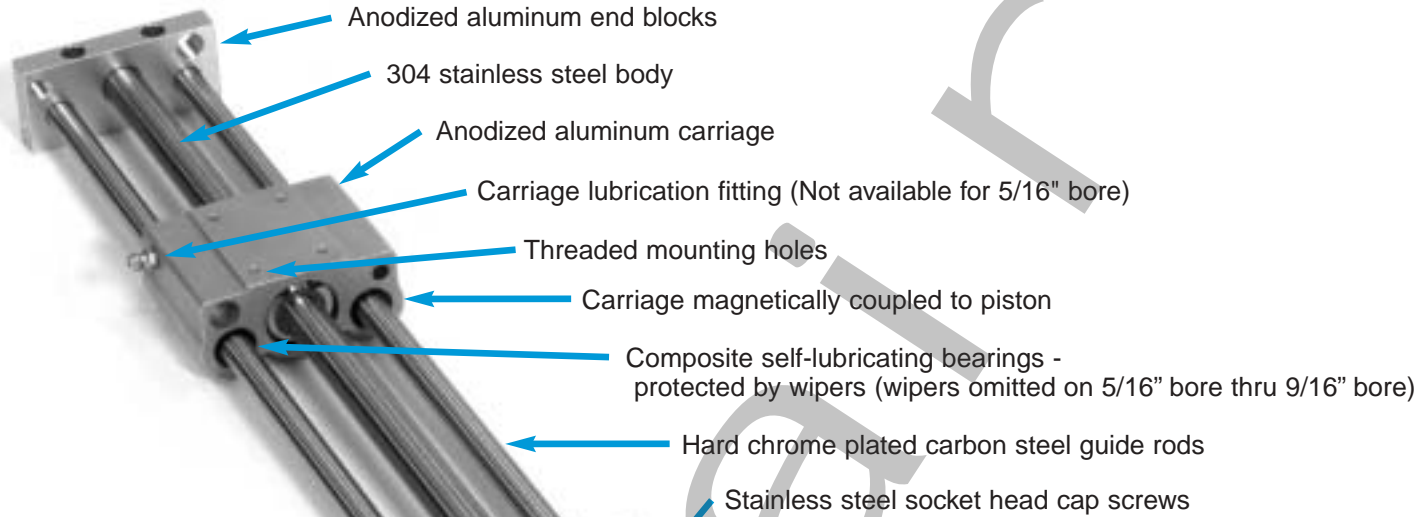 Anodized aluminum end blocks
304 stainless steel body
Anodized aluminum carriage
Carriage lubrication fitting (Not available for 5/16" bore)
Threaded mounting holes
Carriage magnetically coupled to piston
Composite self-lubricating bearings -
protected by wipers (wipers omitted on 5/16” bore thru 9/16” bore)
Hard chrome plated carbon steel guide rods
Stainless steel socket head cap screws